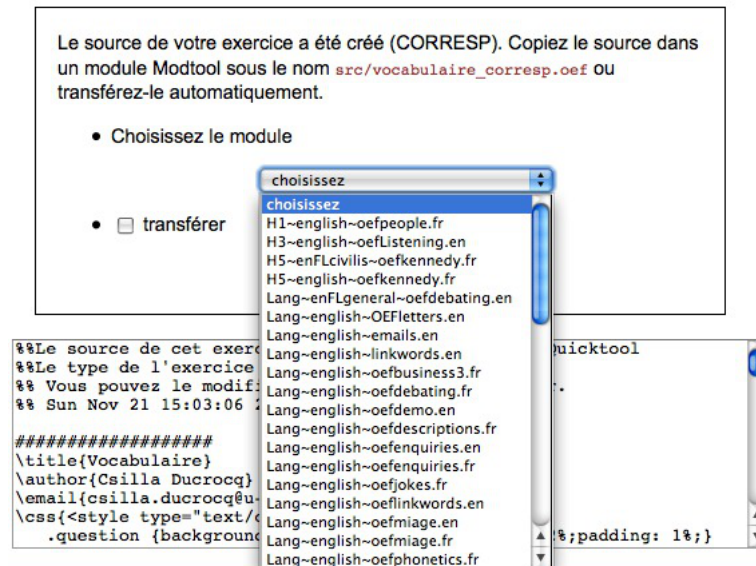 Le source de votre exercice a été créé (CORRESP). Copiez le source dans
un module Modtool sous le nom src/vocabulaire_corresp.oef ou
transférez-le automatiquement.
• Choisissez le module
choisissez
• transférer
choisissez
H1~english~oefpeople.fr
H3~english~oefListening.en
H5~enFLcivilis~oefkennedy.fr
H5~english~oefkennedy.fr
Lang~enFLgeneral~oefdebating.en
Lang~english~OEFletters.en
Lang~english~emails.en
Lang~english~linkwords.en
Lang~english~oefbusiness3.fr
Lang~english~oefdebating.fr
Lang~english~oefdemo.en
Lang~english~oefdescriptions.fr
Lang~english~oefenquiries.en
Lang~english~oefenquiries.fr
Lang~english~oefjokes.fr
Lang~english~oeflinkwords.en
Lang~english~oefmiage.en
Lang~english~oefmiage.fr
Lang~english~oefphonetics.fr
%%Le source de cet exerc uicktool
%%Le type de l'exercice
%% Vous pouvez le modifi .
%% Sun Nov 21 15:03:06 2
###################
\title{Vocabulaire}
\author{Csilla Ducrocq}
\email{csilla.ducrocq@u-
\css{<style type="text/c
.question {backgroun %;padding: 1%;}